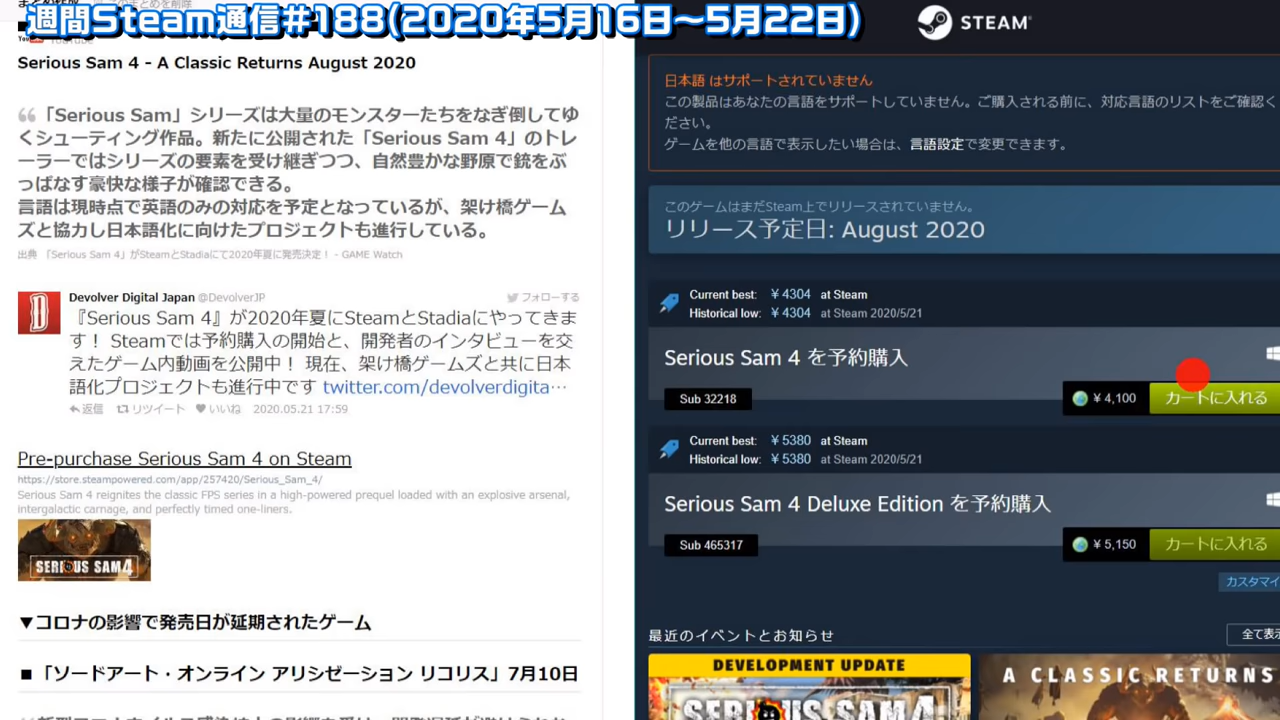 週間Steam通信#188(2020年5月16日～5月22日)
YouTube
Serious Sam 4 - A Classic Returns August 2020
「Serious Sam」シリーズは大量のモンスターたちをなぎ倒してゆ
くシューティング作品。新たに公開された「Serious Sam 4」のトレ
ーラーではシリーズの要素を受け継ぎつつ、自然豊かな野原で銃をぶ
っぱなす豪快な様子が確認できる。
言語は現時点で英語のみの対応を予定となっているが、架け橋ゲーム
ズと協力し日本語化に向けたプロジェクトも進行している。
出典 「Serious Sam 4」がSteamとStadiaにて2020年夏に発売決定！ - GAME Watch
Devolver Digital Japan @DevolverJP
フォローする
『Serious Sam 4』が2020年夏にSteamとStadiaにやってきま
す！ Steamでは予約購入の開始と、開発者のインタビューを交
えたゲーム内動画を公開中！ 現在、架け橋ゲームズと共に日本
語化プロジェクトも進行中です twitter.com/devolverdigita…
返信 リツイート いいね 2020.05.21 17:59
Pre-purchase Serious Sam 4 on Steam
https://store.steampowered.com/app/257420/Serious_Sam_4/
Serious Sam 4 reignites the classic FPS series in a high-powered prequel loaded with an explosive arsenal,
intergalactic carnage, and perfectly timed one-liners.
SERIOUS SAM 4
▼コロナの影響で発売日が延期されたゲーム
■「ソードアート・オンライン アリシゼーション リコリス」7月10日
STEAM
日本語 はサポートされていません
この製品はあなたの言語をサポートしていません。ご購入される前に、対応言語のリストをご確認く
ださい。
ゲームを他の言語で表示したい場合は、言語設定で変更できます。
このゲームはまだSteam上でリリースされていません。
リリース予定日: August 2020
Current best: ¥ 4304 at Steam
Historical low: ¥ 4304 at Steam 2020/5/21
Serious Sam 4 を予約購入
Sub 32218
¥ 4,100 カートに入れる
Current best: ¥ 5380 at Steam
Historical low: ¥ 5380 at Steam 2020/5/21
Serious Sam 4 Deluxe Edition を予約購入
Sub 465317
¥ 5,150 カートに入れる
カスタマイ
最近のイベントとお知らせ
全て表示
DEVELOPMENT UPDATE
SERIOUS SAM 4
A CLASSIC RETURNS